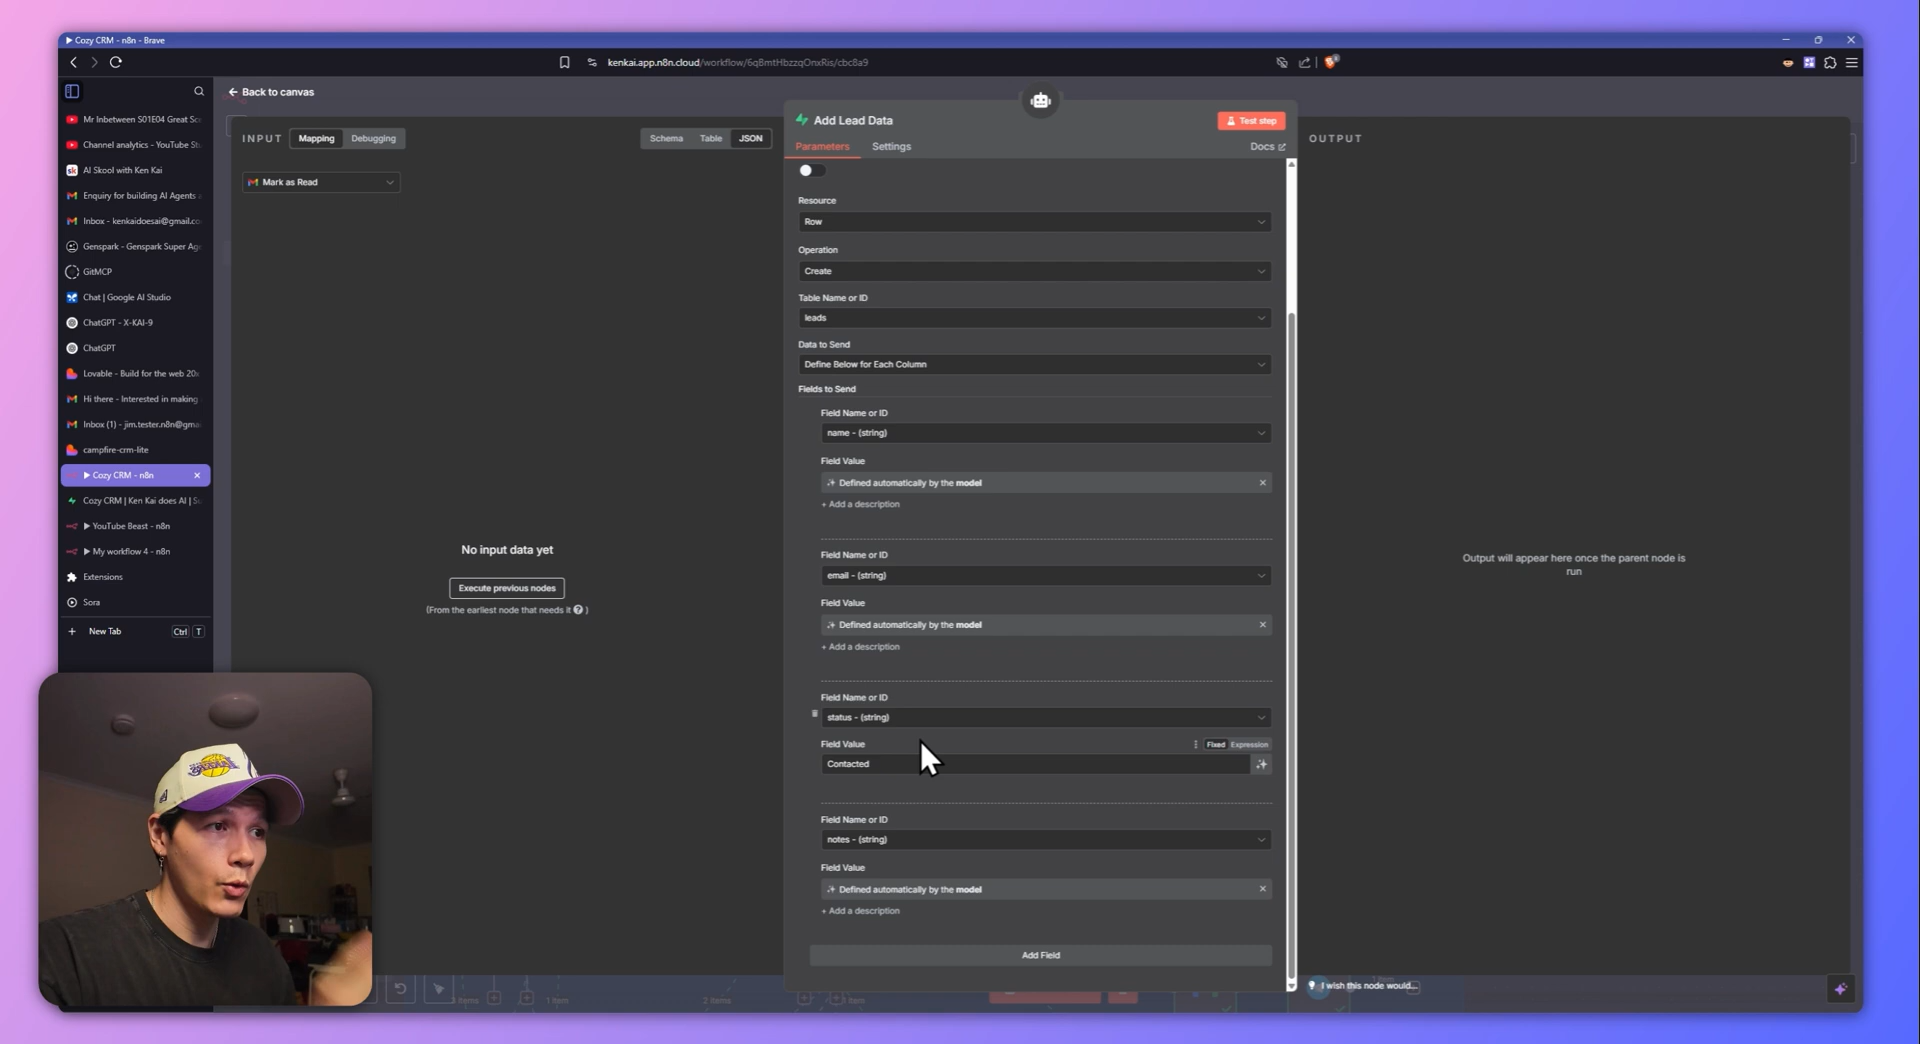 Cozy CRM - n8n - Brave
kenkai.app.n8n.cloud/workflow/6qBmtHbzzqOnxRis/cbc8a9
Back to canvas
Mr Inbetween S01E04 Great Sc
Channel analytics - YouTube St
AI Skool with Ken Kai
Enquiry for building AI Agents
Inbox - kenkaidoesai@gmail.co
Genspark - Genspark Super Ag
GitMCP
Chat | Google AI Studio
ChatGPT - X-KAI-9
ChatGPT
Lovable - Build for the web 20x
Hi there - Interested in making
Inbox (1) - jim.tester.n8n@gma
campfire-crm-lite
Cozy CRM - n8n
Cozy CRM | Ken Kai does AI | S
YouTube Beast - n8n
My workflow 4 - n8n
Extensions
Sora
New Tab Ctrl T
INPUT Mapping Debugging Schema Table JSON
Mark as Read
No input data yet
Execute previous nodes
(From the earliest node that needs it ? )
Add Lead Data Test step
Parameters Settings Docs
Resource
Row
Operation
Create
Table Name or ID
leads
Data to Send
Define Below for Each Column
Fields to Send
Field Name or ID
name - (string)
Field Value
Defined automatically by the model
+ Add a description
Field Name or ID
email - (string)
Field Value
Defined automatically by the model
+ Add a description
Field Name or ID
status - (string)
Field Value Fixed Expression
Contacted
Field Name or ID
notes - (string)
Field Value
Defined automatically by the model
+ Add a description
Add Field
OUTPUT
Output will appear here once the parent node is
run
I wish this node would...
1 item
2 items